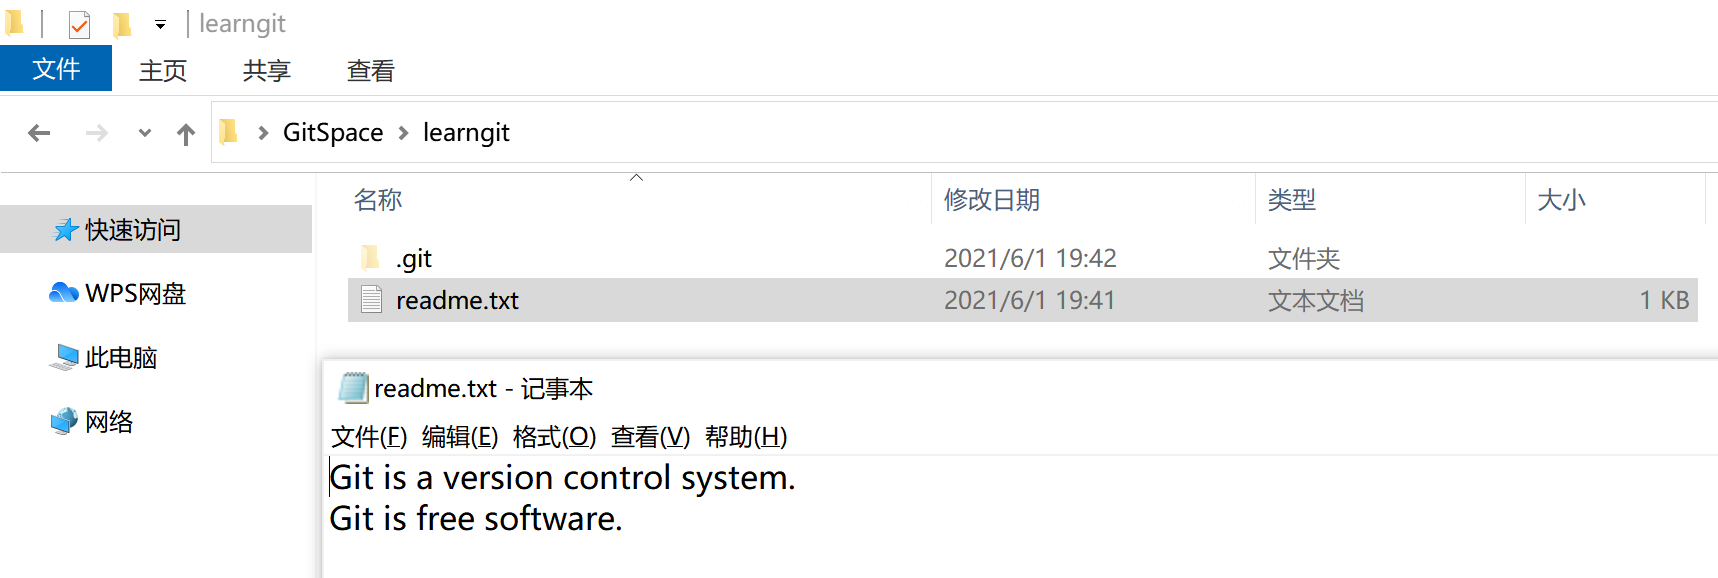 learngit
文件 主页 共享 查看
GitSpace learngit
名称 修改日期 类型 大小
快速访问
.git 2021/6/1 19:42 文件夹
WPS网盘
readme.txt 2021/6/1 19:41 文本文档 1 KB
此电脑
网络
readme.txt - 记事本
文件(F) 编辑(E) 格式(O) 查看(V) 帮助(H)
Git is a version control system.
Git is free software.